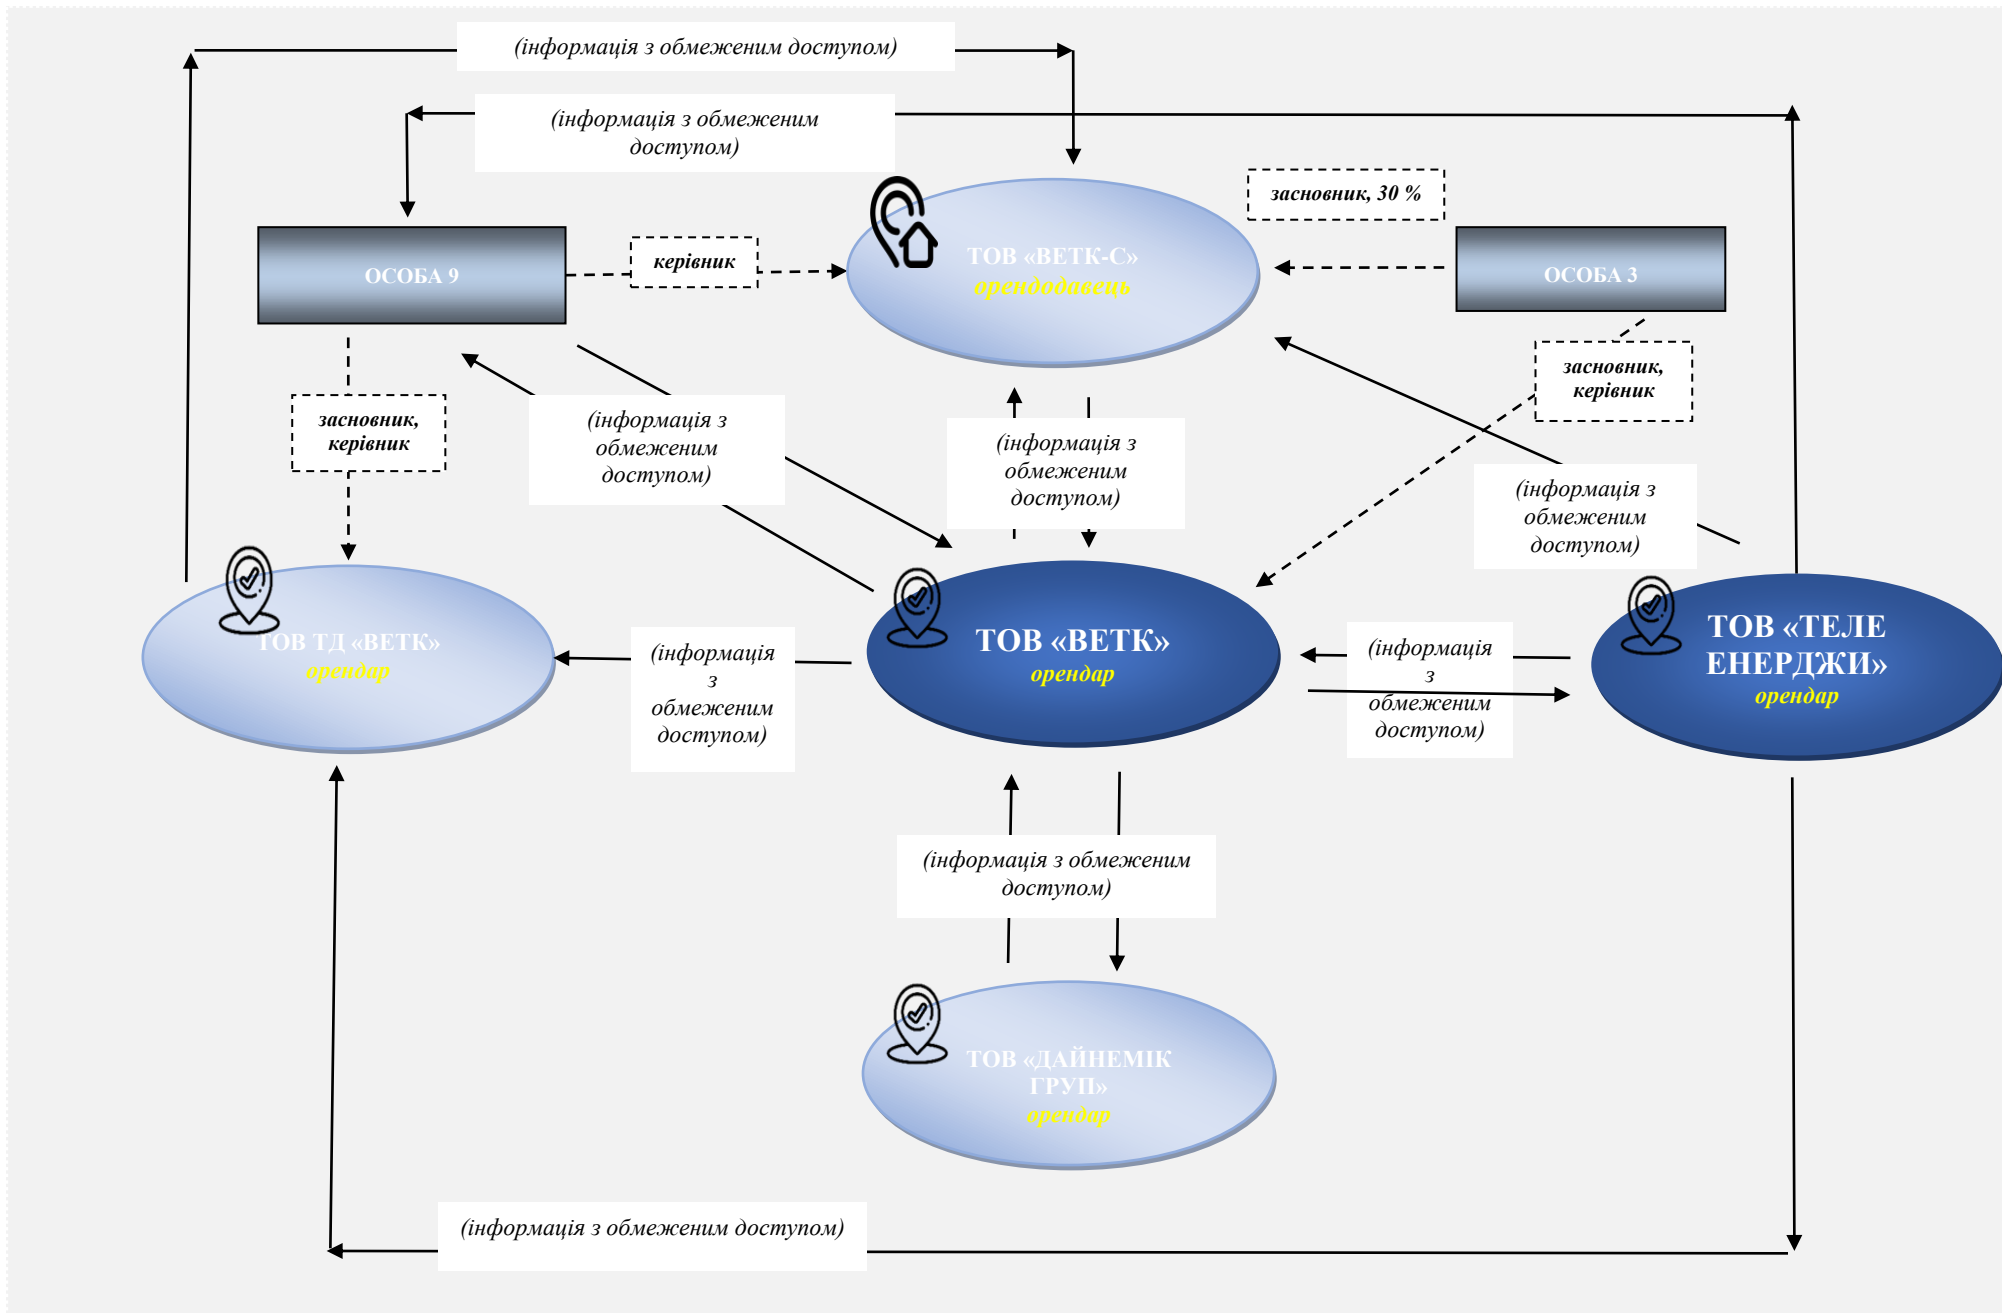 (інформація з обмеженим доступом)
(інформація з обмеженим
доступом)
засновник, 30 %
ОСОБА 9
керівник
ТОВ «ВЕТК-С»
орендодавець
ОСОБА 3
засновник,
керівник
засновник,
керівник
(інформація з
обмеженим
доступом)
(інформація з
обмеженим
доступом)
(інформація з
обмеженим
доступом)
ТОВ ТД «ВЕТК»
орендар
(інформація
з
обмеженим
доступом)
ТОВ «ВЕТК»
орендар
(інформація
з
обмеженим
доступом)
ТОВ «ТЕЛЕ
ЕНЕРДЖИ»
орендар
(інформація з обмеженим
доступом)
ТОВ «ДАЙНЕМІК
ГРУП»
орендар
(інформація з обмеженим доступом)